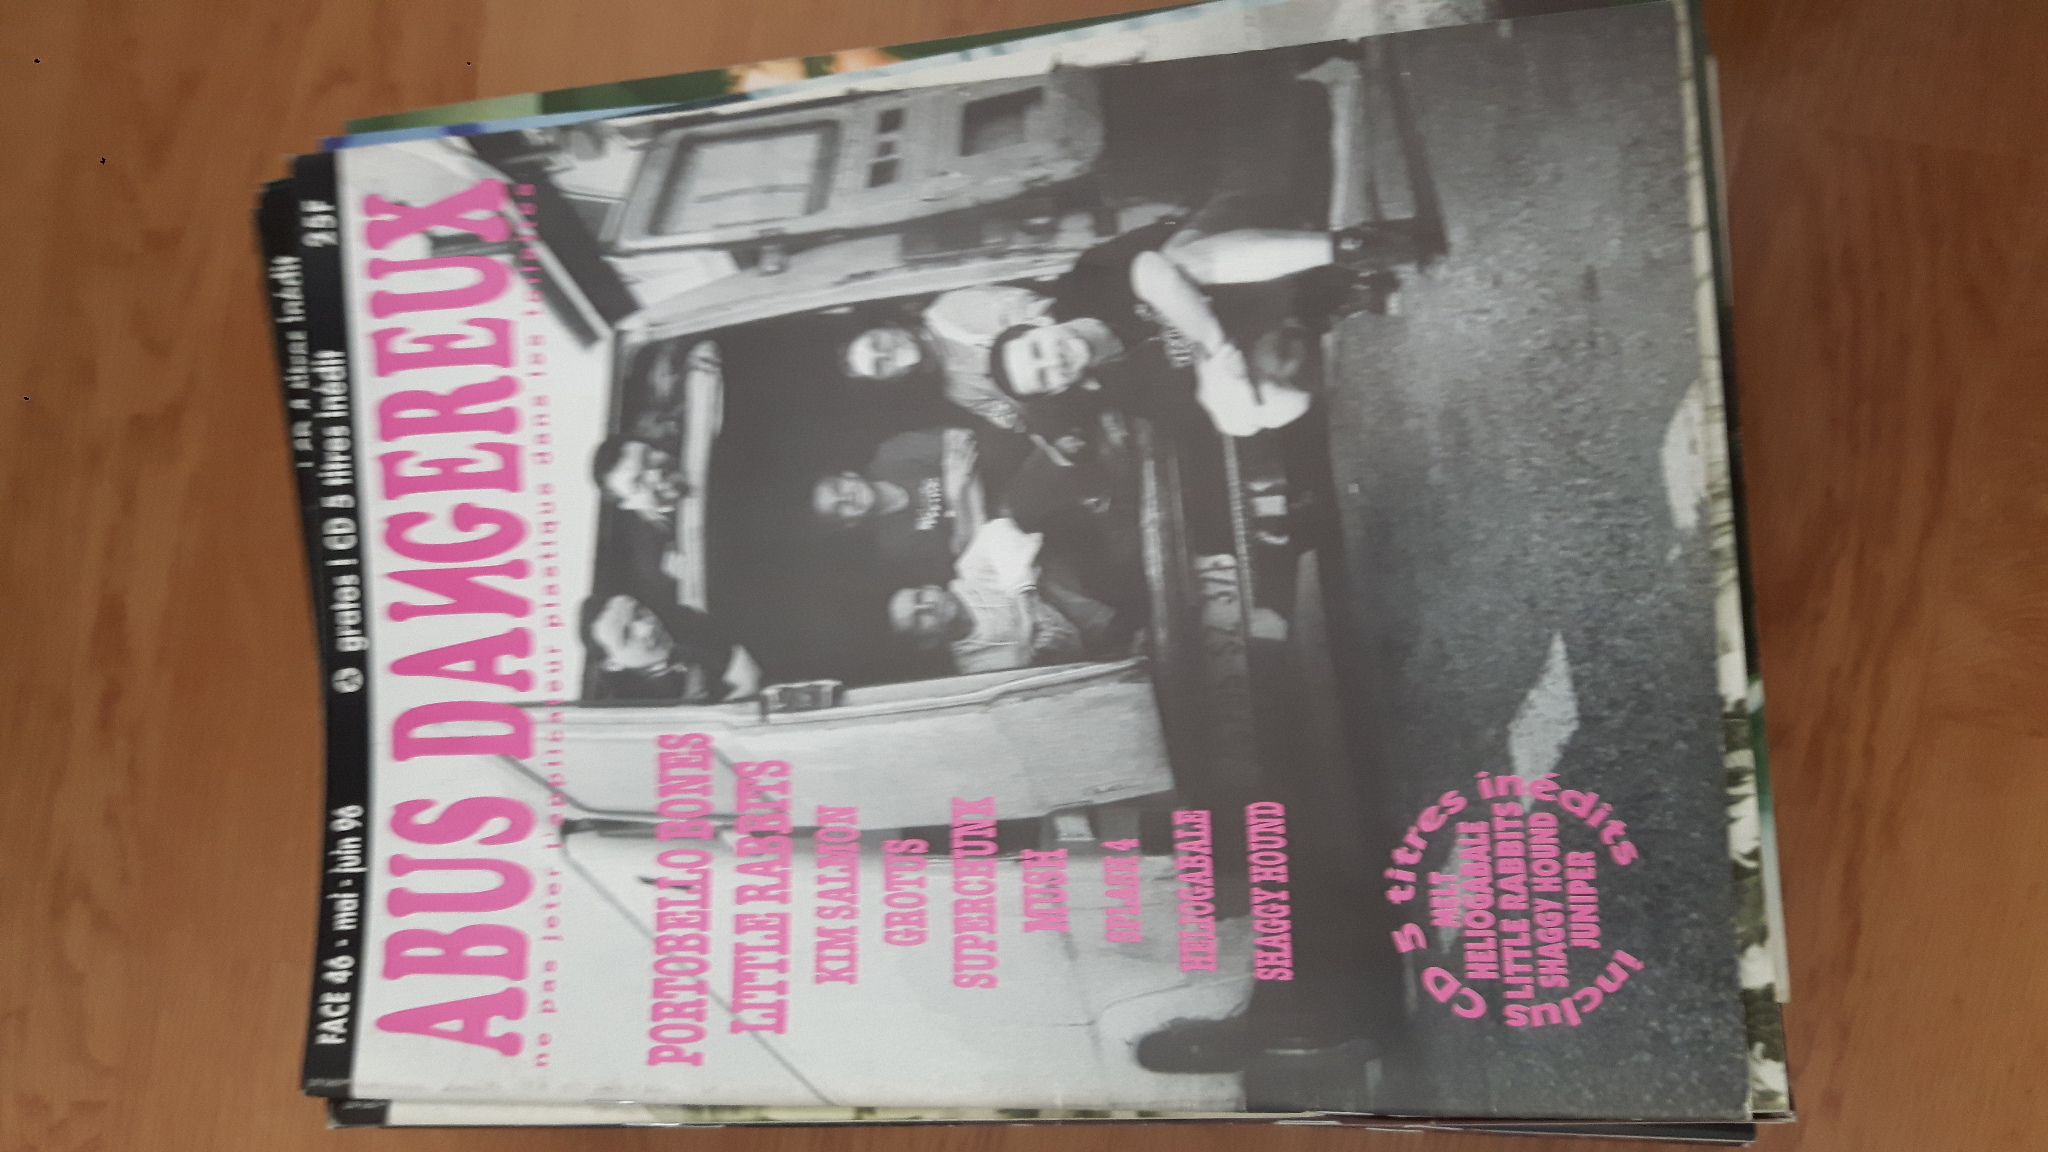 FACE 46 - mai - juin 96 gratos 1 CD 5 titres inédit 25F
ABUS DANGEREUX
ne pas jeter l'applicateur plastique dans les toilettes
PORTOBELLO BONES
LITTLE RABBITS
KIM SALMON
GROTUS
SUPERCHUNK
MUSH
SPLASH 4
HELIOGABALE
SHAGGY HOUND
CD 5 titres inédits
MELT
HELIOGABALE
LITTLE RABBITS
SHAGGY HOUND
JUNIPER
inclus